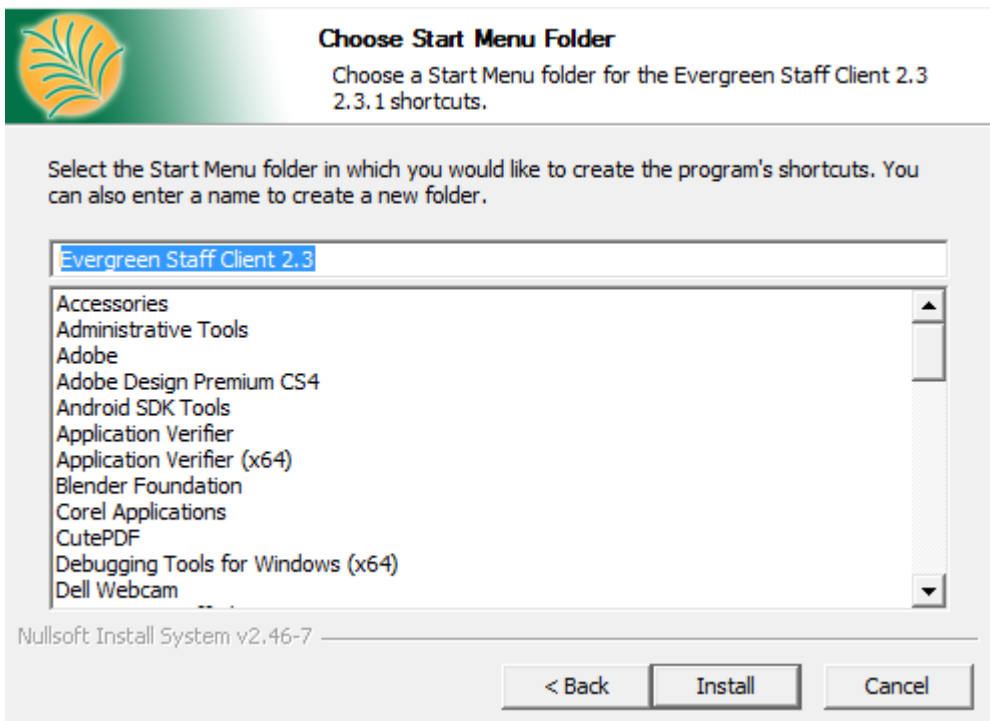 Choose Start Menu Folder
Choose a Start Menu folder for the Evergreen Staff Client 2.3
2.3.1 shortcuts.
Select the Start Menu folder in which you would like to create the program's shortcuts. You
can also enter a name to create a new folder.
Evergreen Staff Client 2.3
Accessories
Administrative Tools
Adobe
Adobe Design Premium CS4
Android SDK Tools
Application Verifier
Application Verifier (x64)
Blender Foundation
Corel Applications
CutePDF
Debugging Tools for Windows (x64)
Dell Webcam
Nullsoft Install System v2.46-7
< Back
Install
Cancel